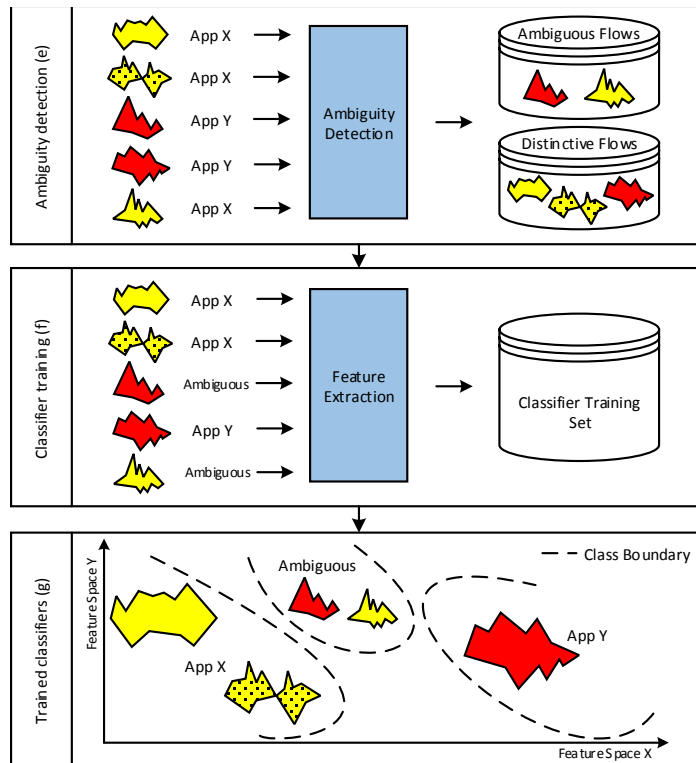 Ambiguity detection (e)
App X
App X
App Y
App Y
App X
Ambiguity
Detection
Ambiguous Flows
Distinctive Flows
Classifier training (f)
App X
App X
Ambiguous
App Y
Ambiguous
Feature
Extraction
Classifier Training
Set
Trained classifiers (g)
Feature Space Y
Ambiguous
Class Boundary
App X
App Y
Feature Space X